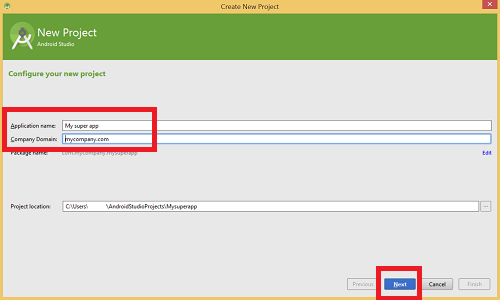 Create New Project
New Project
Android Studio
Configure your new project
Application name: My super app
Company Domain: mycompany.com
Package name: com.mycompany.mysuperapp
Edit
Project location: C:\Users\ \AndroidStudioProjects\Mysuperapp
...
Previous Next Cancel Finish